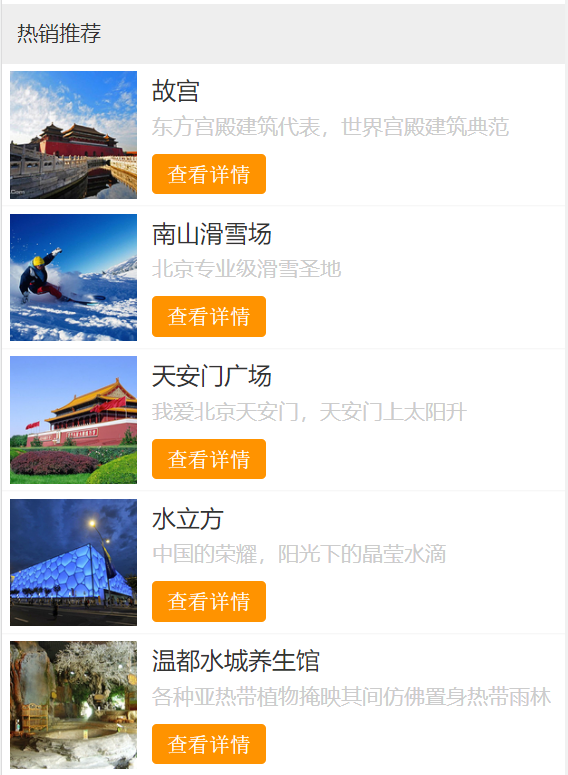 热销推荐
故宫
东方宫殿建筑代表，世界宫殿建筑典范
查看详情
南山滑雪场
北京专业级滑雪圣地
查看详情
天安门广场
我爱北京天安门，天安门上太阳升
查看详情
水立方
中国的荣耀，阳光下的晶莹水滴
查看详情
温都水城养生馆
各种亚热带植物掩映其间仿佛置身热带雨林
查看详情